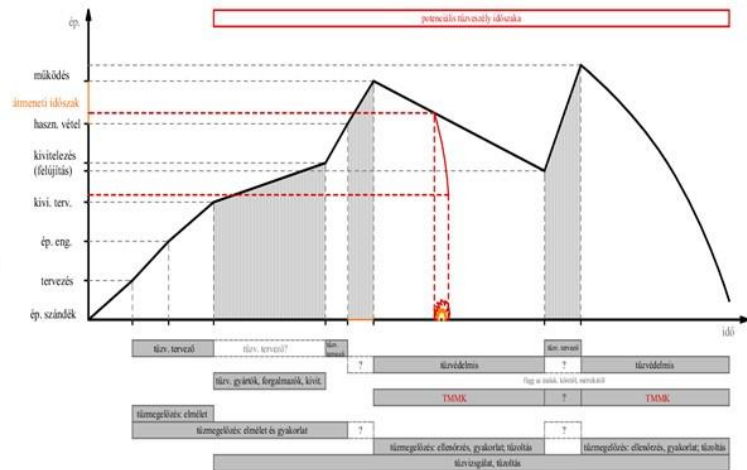 ép.
potenciális tűzveszély időszaka
működés
átmeneti időszak
haszn. vétel
kivitelezés
(felújítás)
kivi. terv.
ép. eng.
tervezés
ép. szándék
idő
tűzv. tervező
tűzv. tervező?
tűzv.
tervező
?
tűzv. tervező
tűzvédelmis
?
tűzvédelmis
tűzv. gyártók, forgalmazók, kivit.
TMMK
?
TMMK
tűzmegelőzés: elmélet
tűzmegelőzés: elmélet és gyakorlat
?
?
tűzmegelőzés: ellenőrzés, gyakorlat; tűzoltás
tűzmegelőzés: ellenőrzés, gyakorlat; tűzoltás
tűzvizsgálat, tűzoltás